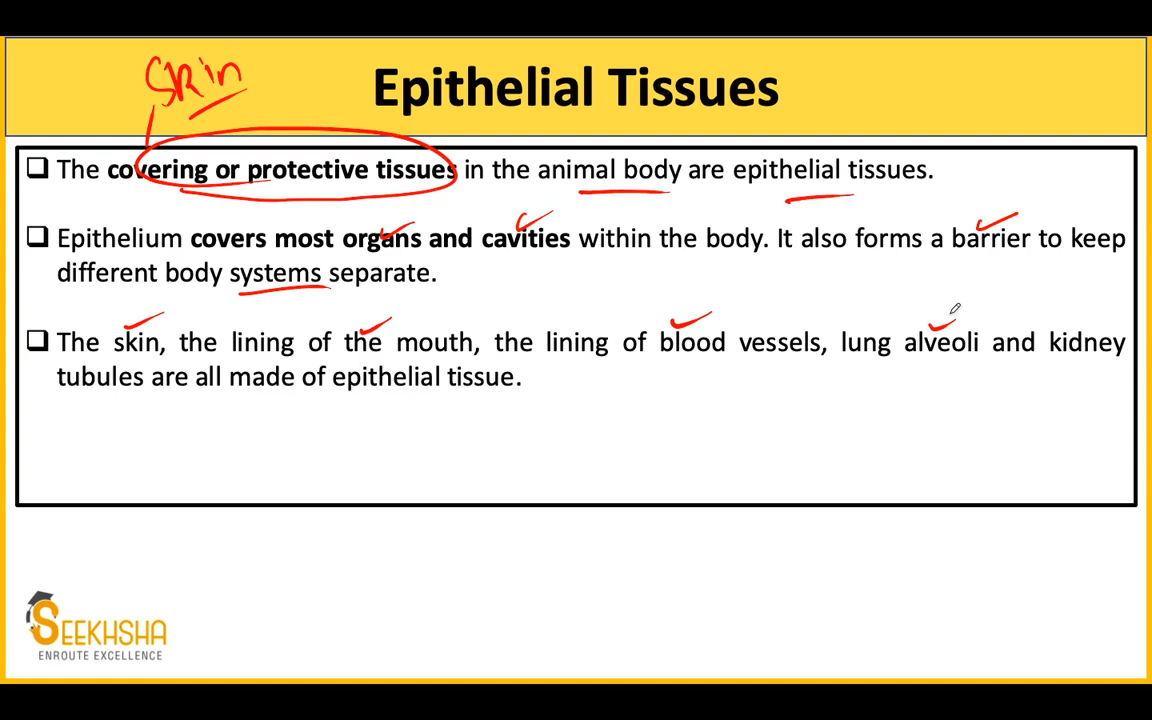 Skin
Epithelial Tissues
❑ The covering or protective tissues in the animal body are epithelial tissues.
❑ Epithelium covers most organs and cavities within the body. It also forms a barrier to keep
different body systems separate.
❑ The skin, the lining of the mouth, the lining of blood vessels, lung alveoli and kidney
tubules are all made of epithelial tissue.
SEEKHSHA
ENROUTE EXCELLENCE